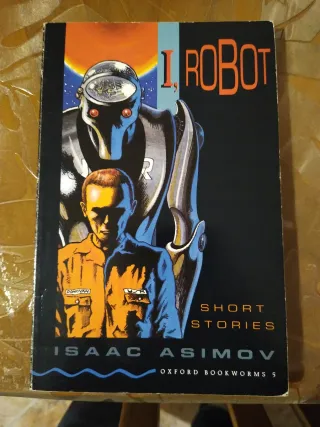 I, ROBOT
R
SHORT
STORIES
ISAAC ASIMOV
OXFORD BOOKWORMS 5